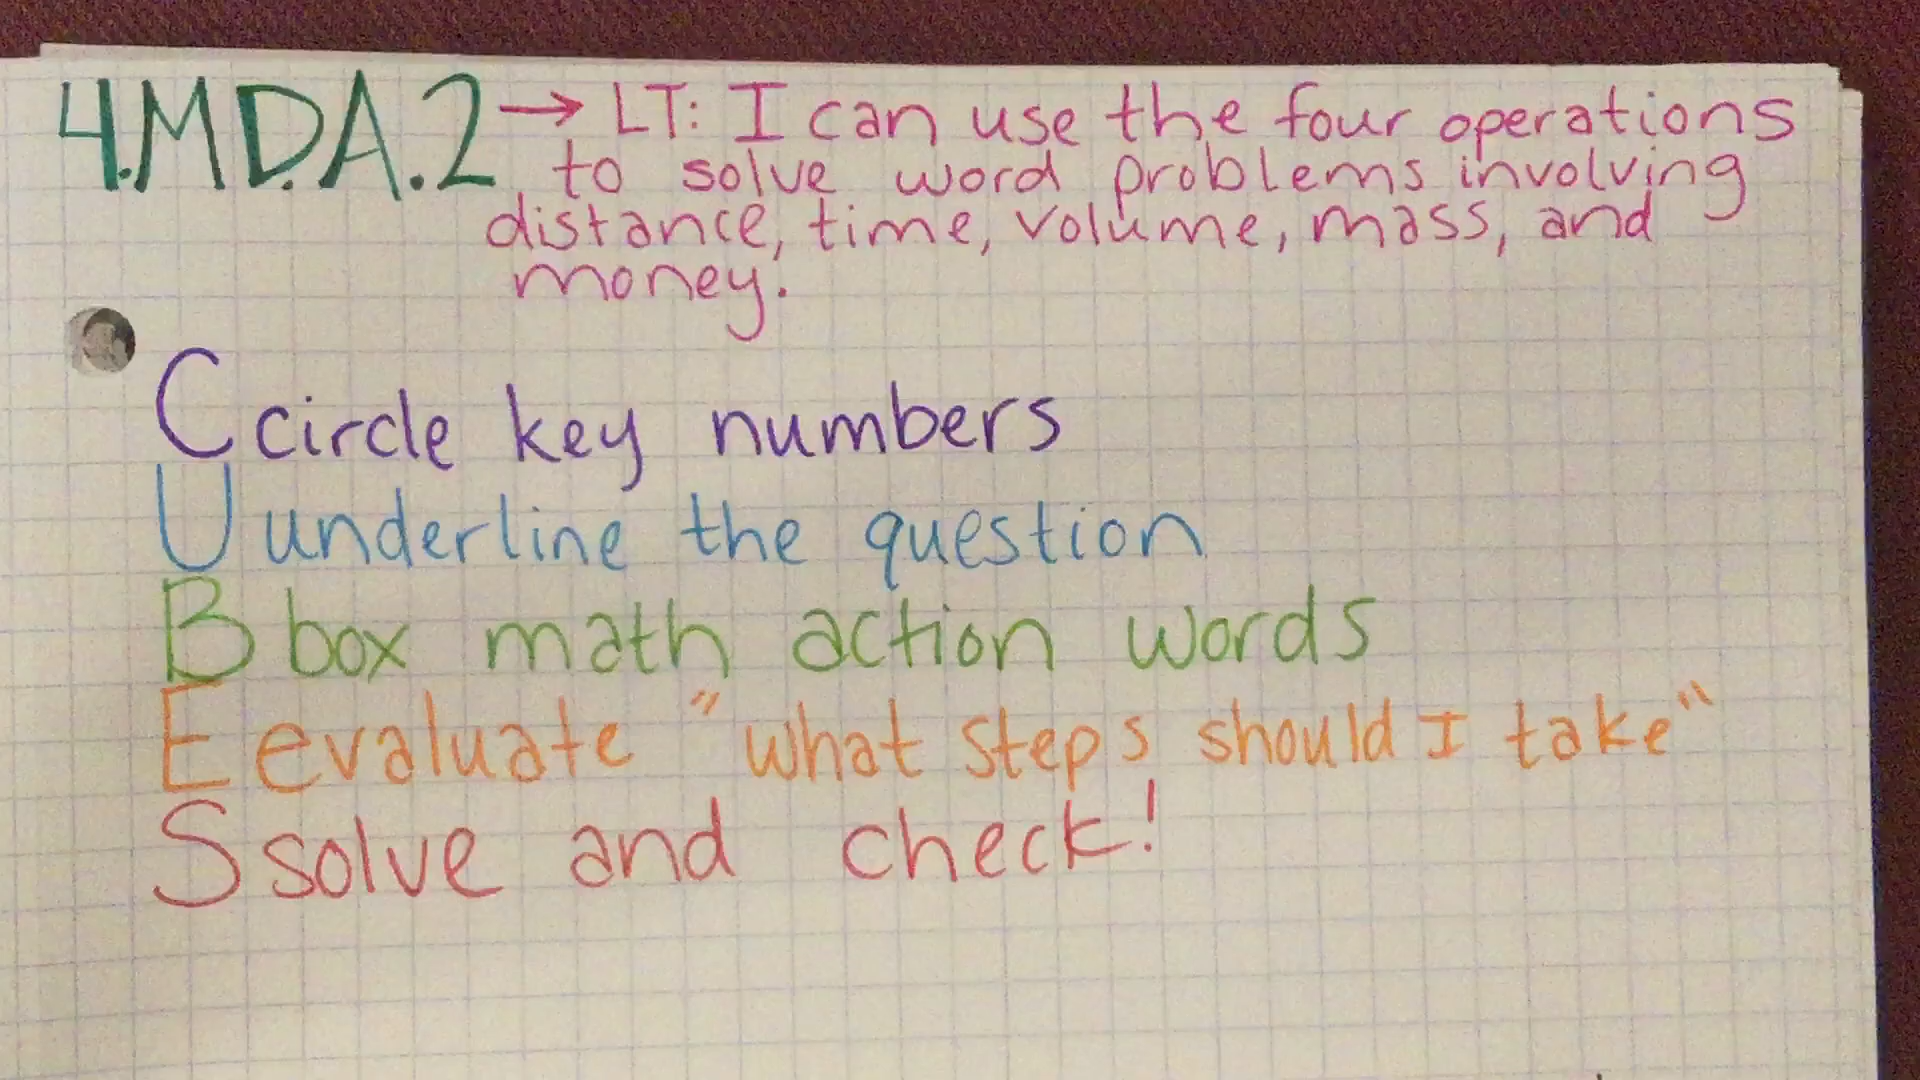 4.MDA.2 → LT: I can use the four operations
to solve word problems involving
distance, time, volume, mass, and
money.
C circle key numbers
U underline the question
B box math action words
E evaluate "what steps should I take"
S solve and check!